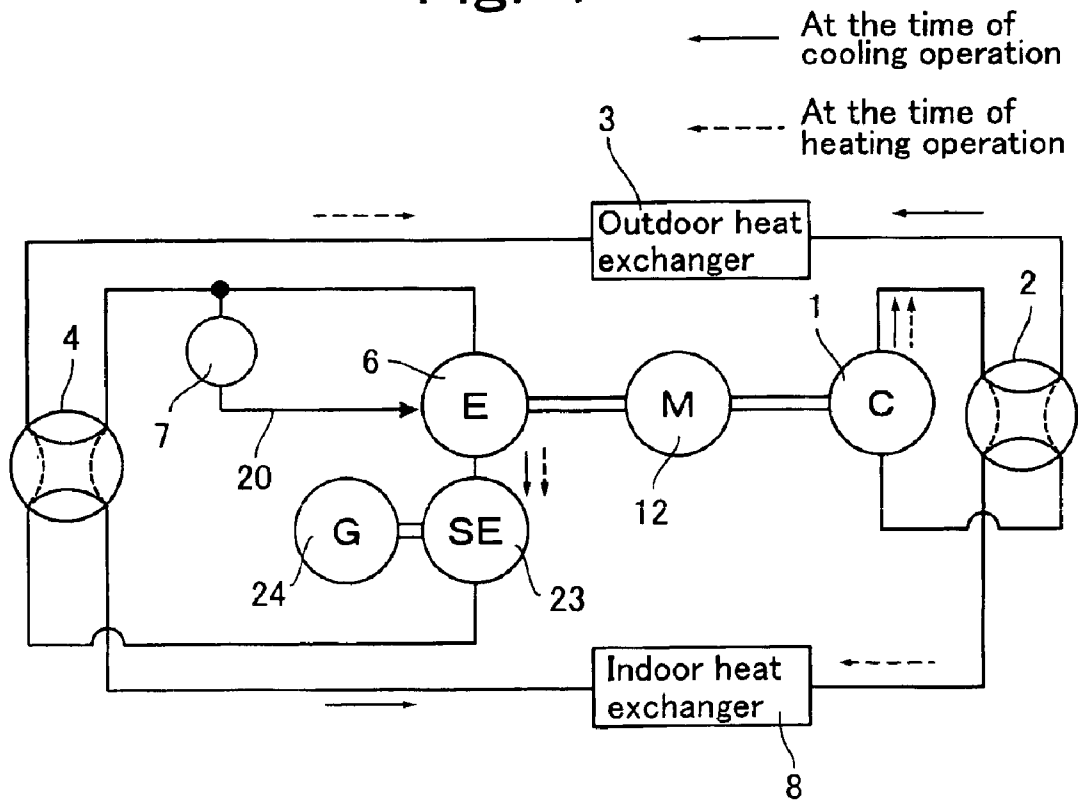 At the time of
cooling operation
At the time of
heating operation
3
Outdoor heat
exchanger
1
2
4
6
7
E
M
C
20
12
G
SE
24
23
Indoor heat
exchanger
8